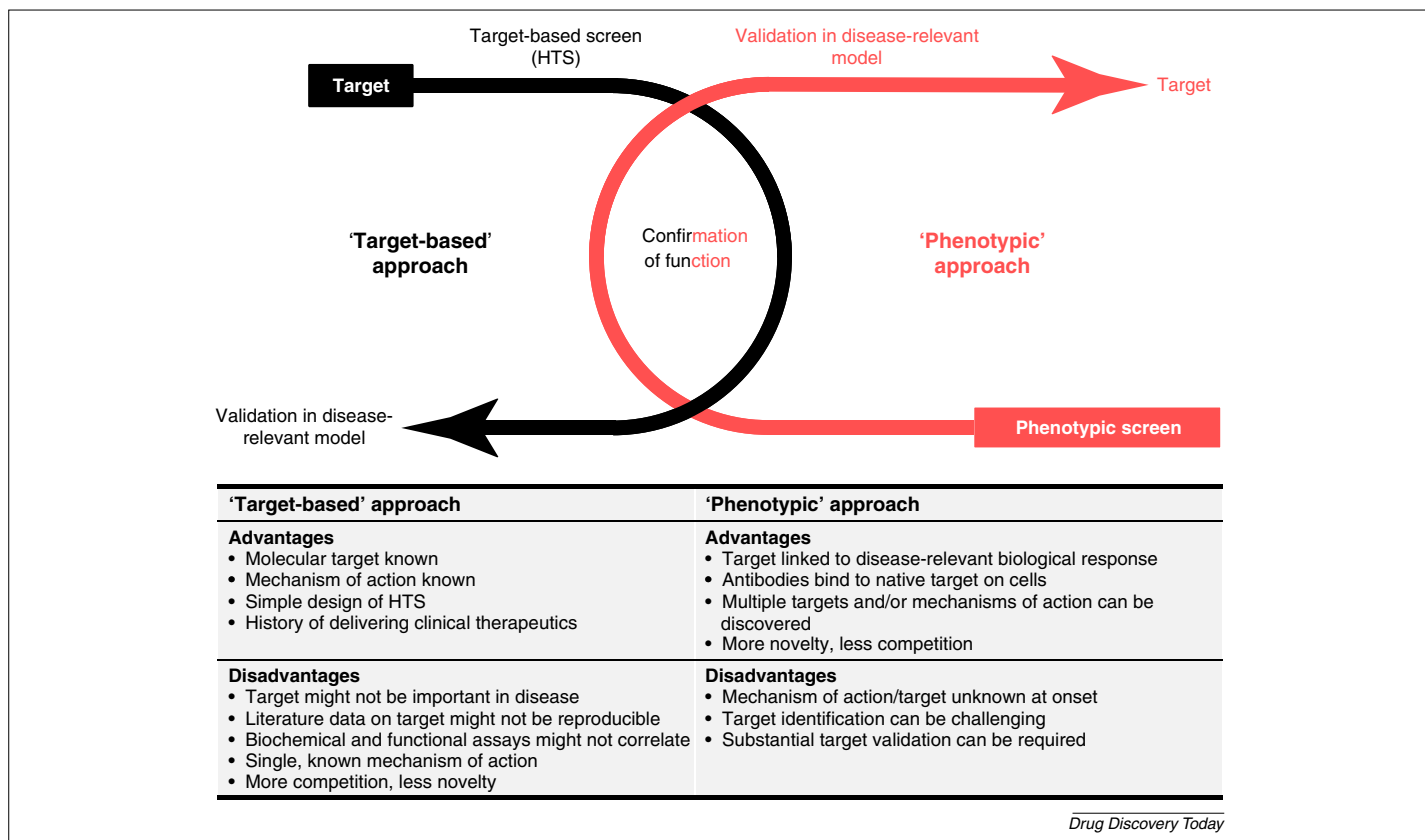 Target-based screen
(HTS)
Validation in disease-relevant
model
Target
Target
‘Target-based’
approach
Confirmation
of function
‘Phenotypic’
approach
Validation in disease-
relevant model
Phenotypic screen
‘Target-based’ approach
‘Phenotypic’ approach
Advantages
• Molecular target known
• Mechanism of action known
• Simple design of HTS
• History of delivering clinical therapeutics
Advantages
• Target linked to disease-relevant biological response
• Antibodies bind to native target on cells
• Multiple targets and/or mechanisms of action can be
discovered
• More novelty, less competition
Disadvantages
• Target might not be important in disease
• Literature data on target might not be reproducible
• Biochemical and functional assays might not correlate
• Single, known mechanism of action
• More competition, less novelty
Disadvantages
• Mechanism of action/target unknown at onset
• Target identification can be challenging
• Substantial target validation can be required
Drug Discovery Today